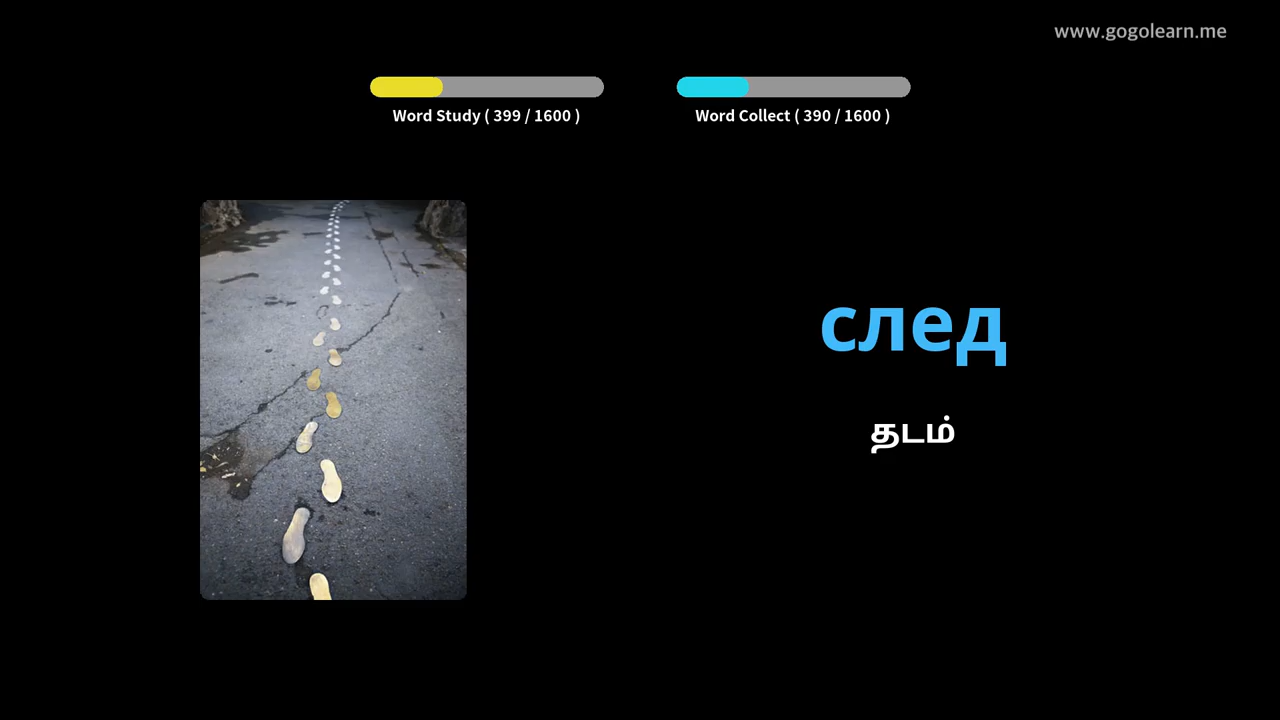 www.gogolearn.me
Word Study ( 399 / 1600 )
Word Collect ( 390 / 1600 )
след
தடம்